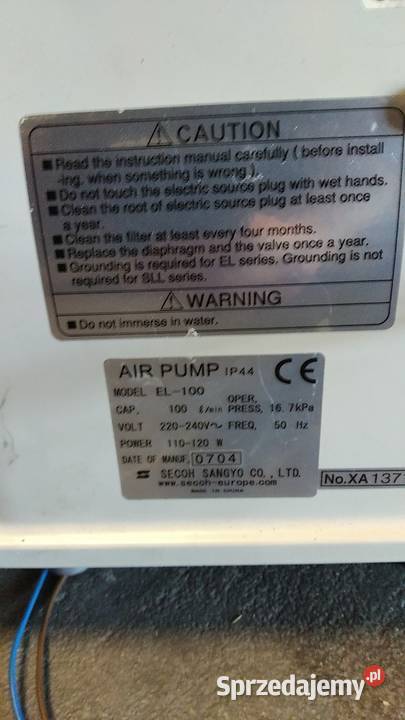 ⚠ CAUTION
■ Read the instruction manual carefully ( before install
-ing, when something is wrong ).
■ Do not touch the electric source plug with wet hands.
■ Clean the root of electric source plug at least once
a year.
■ Clean the filter at least every four months.
■ Replace the diaphragm and the valve once a year.
■ Grounding is required for EL series. Grounding is not
required for SLL series.
⚠ WARNING
■ Do not immerse in water.
AIR PUMP IP44 CE
MODEL EL-100
CAP. 100 ℓ/min OPER. PRESS. 16.7kPa
VOLT 220-240V~ FREQ. 50 Hz
POWER 110-120 W
DATE OF MANUF. 0704
SECOH SANGYO CO., LTD.
www.secoh-europe.com
MADE IN CHINA
No.XA137
Sprzedajemy.pl